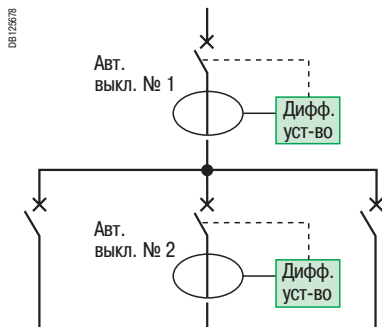 DB125678
Авт.
выкл. № 1
Дифф.
уст-во
Авт.
выкл. № 2
Дифф.
уст-во